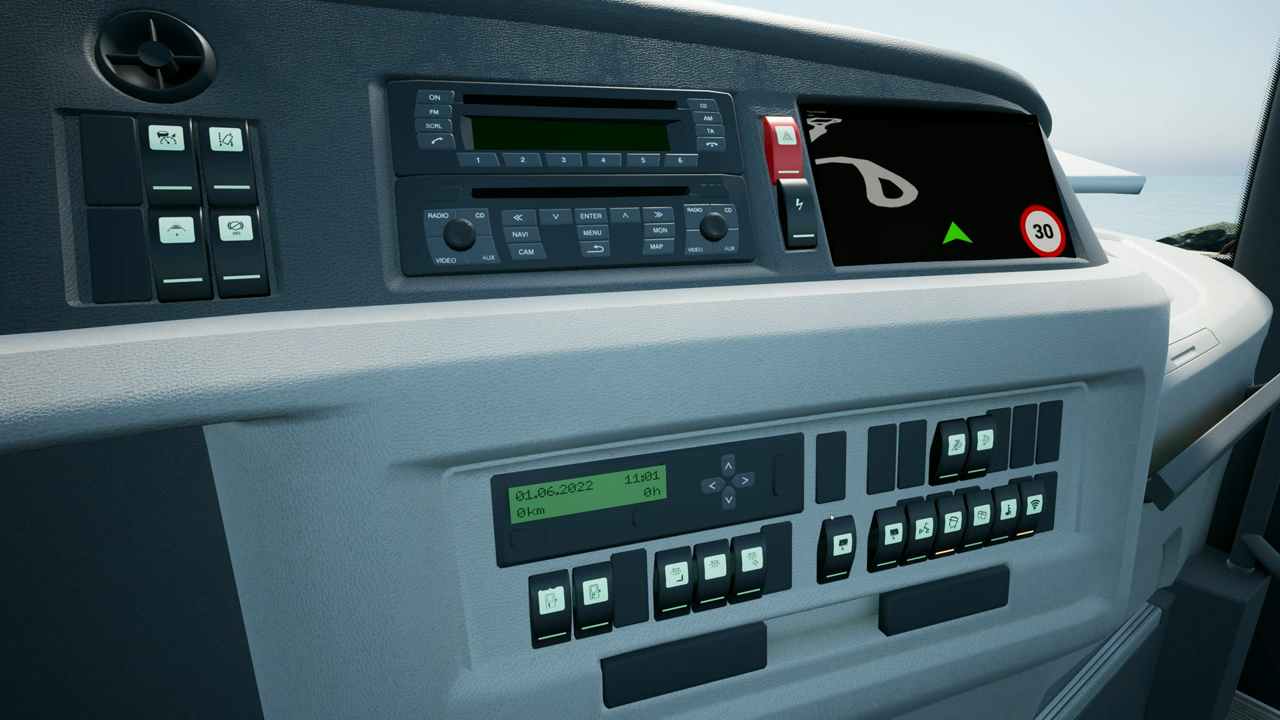 ON
FM
SCRL
CD
AM
TA
1 2 3 4 5 6
RADIO CD
VIDEO AUX
≪ ∨ ENTER ∧ ≫
NAVI MENU MON
CAM MAP
RADIO CD
VIDEO AUX
ABS
30
01.06.2022 11:01
0km 0h